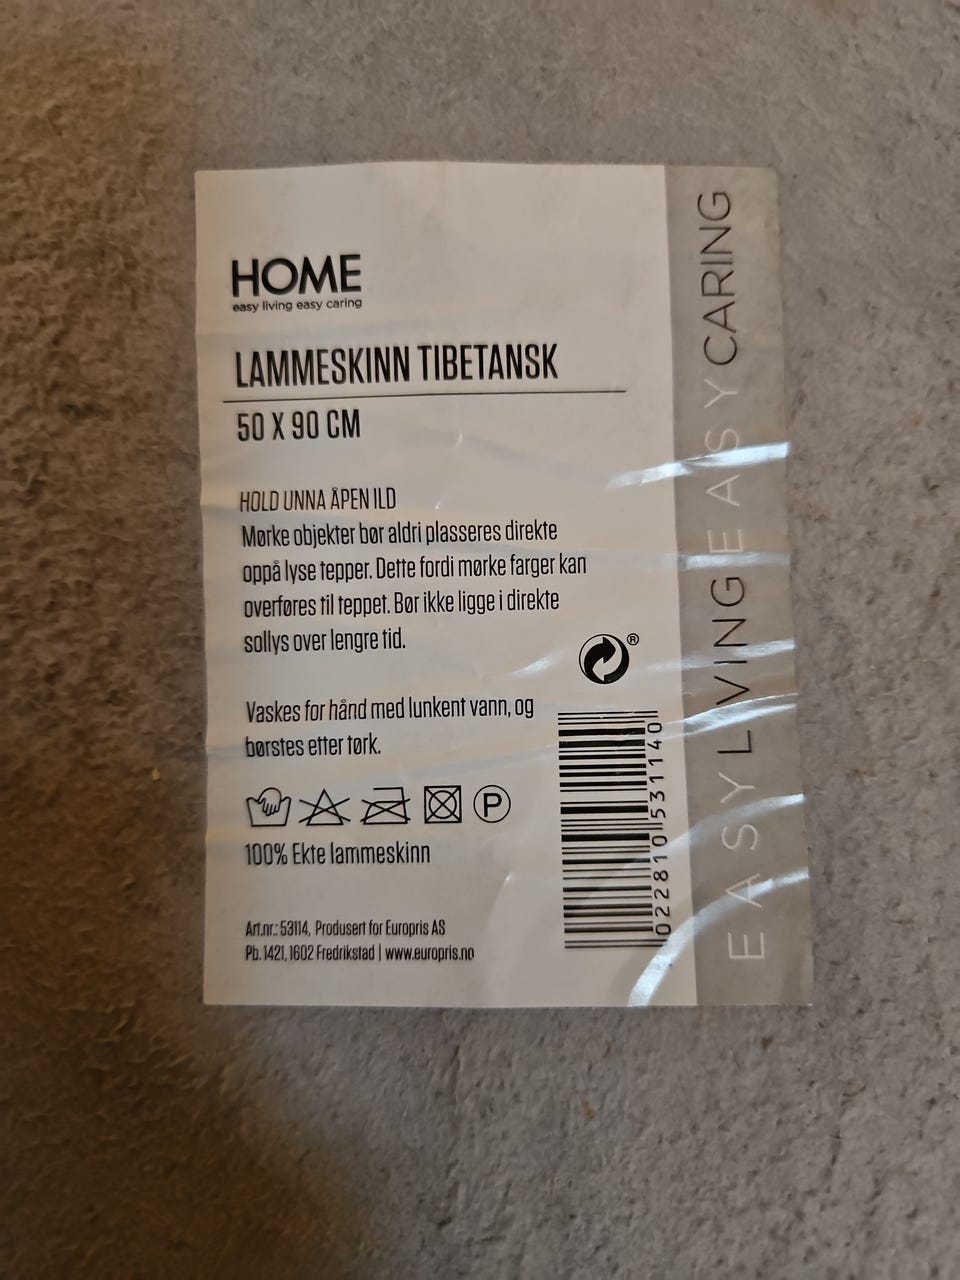 HOME
easy living easy caring
LAMMESKINN TIBETANSK
50 X 90 CM
HOLD UNNA ÅPEN ILD
Mørke objekter bør aldri plasseres direkte
oppå lyse tepper. Dette fordi mørke farger kan
overføres til teppet. Bør ikke ligge i direkte
sollys over lengre tid.
®
Vaskes for hånd med lunkent vann, og
børstes etter tørk.
P
100% Ekte lammeskinn
Art.nr.: 53114, Produsert for Europris AS
Pb. 1421, 1602 Fredrikstad | www.europris.no
022810 531140
EASY LIVING EASY CARING